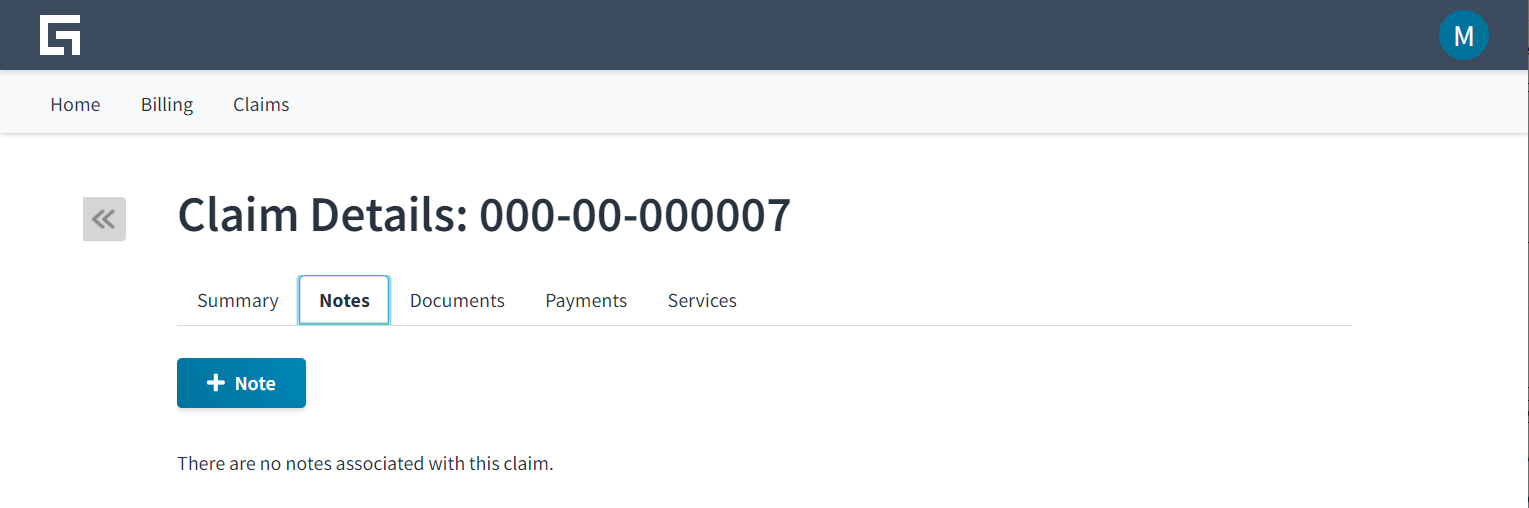 M
Home Billing Claims
Claim Details: 000-00-000007
Summary Notes Documents Payments Services
+ Note
There are no notes associated with this claim.